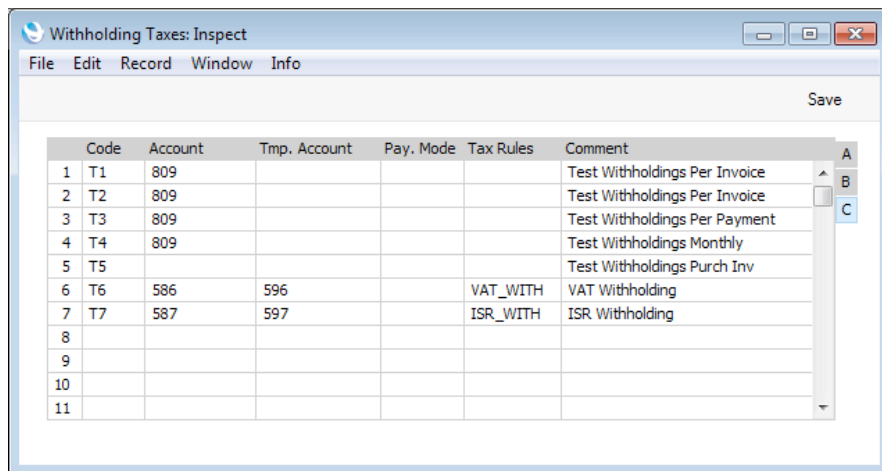 Withholding Taxes: Inspect
File Edit Record Window Info
Save
Code Account Tmp. Account Pay. Mode Tax Rules Comment
A
B
C
1 T1 809 Test Withholdings Per Invoice
2 T2 809 Test Withholdings Per Invoice
3 T3 809 Test Withholdings Per Payment
4 T4 809 Test Withholdings Monthly
5 T5 Test Withholdings Purch Inv
6 T6 586 596 VAT_WITH VAT Withholding
7 T7 587 597 ISR_WITH ISR Withholding
8
9
10
11